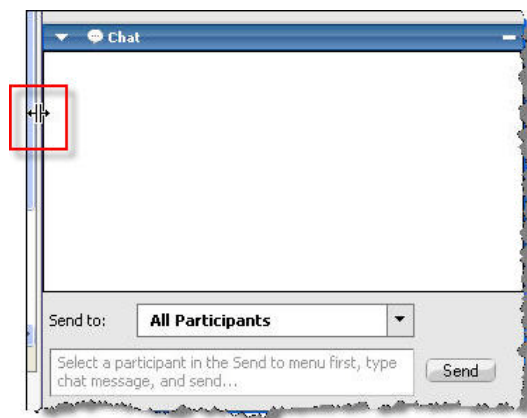 Chat
Send to:
All Participants
Select a participant in the Send to menu first, type
chat message, and send...
Send